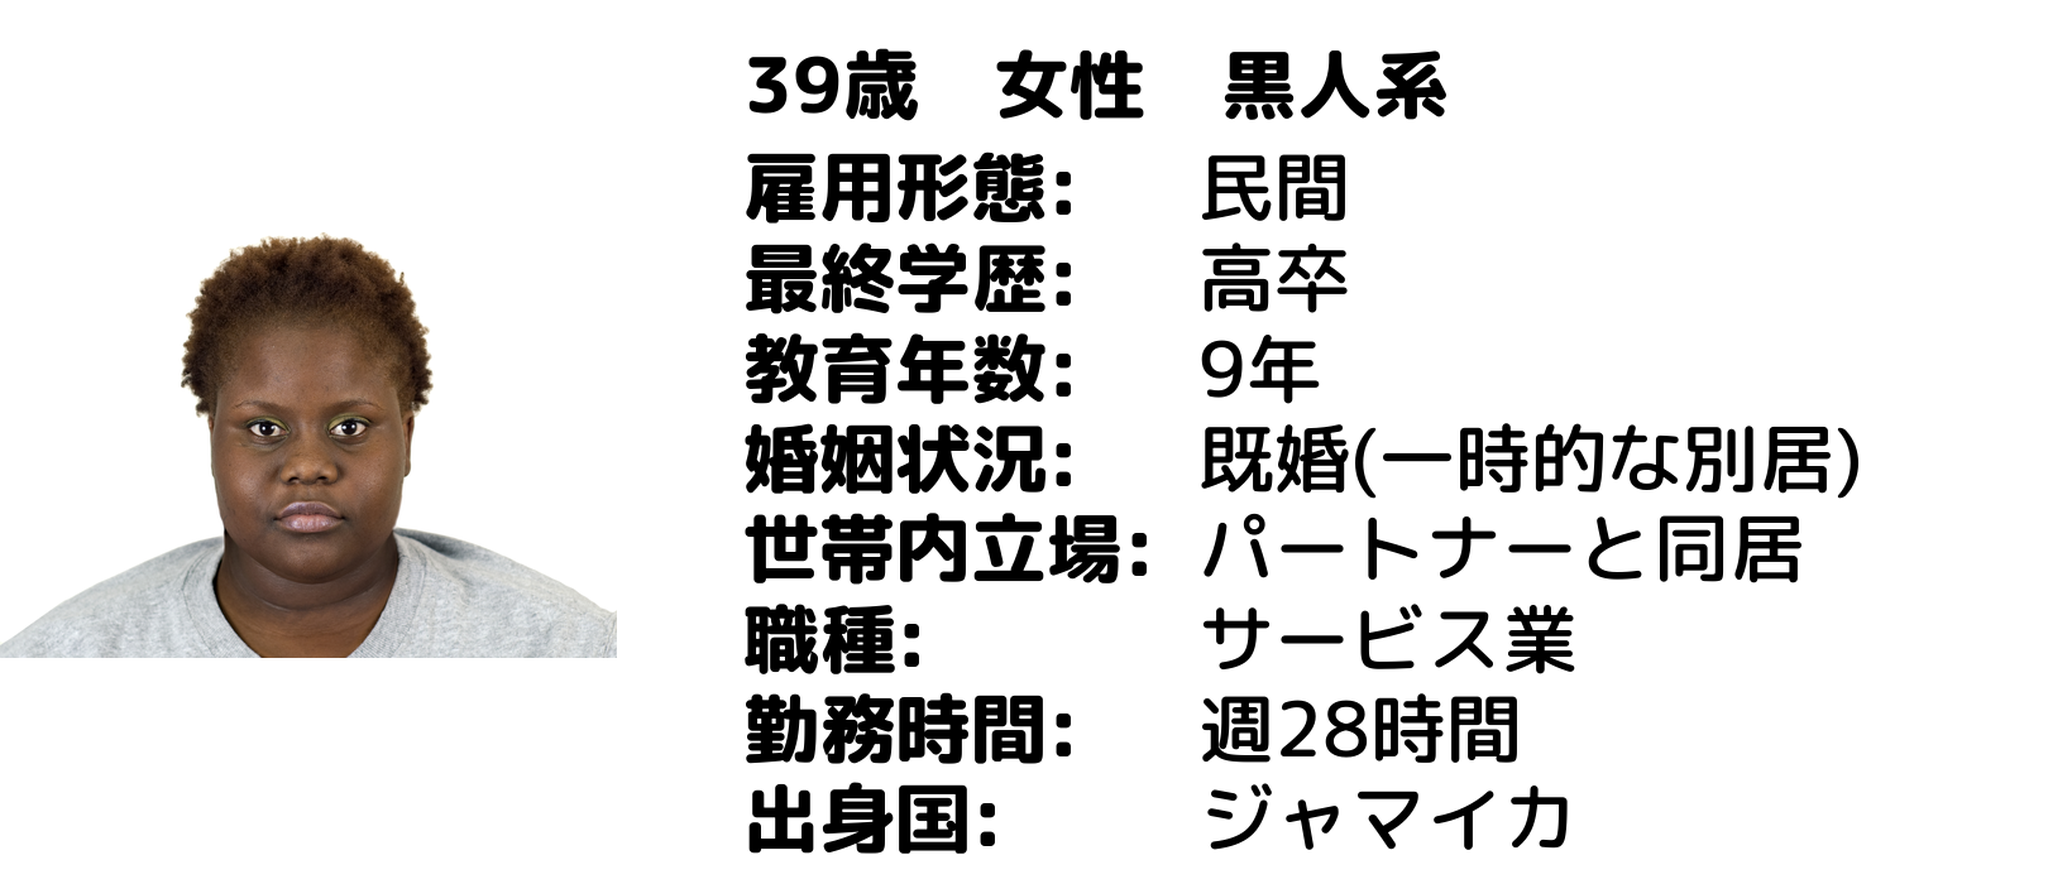 39歳　女性　黒人系
雇用形態: 民間
最終学歴: 高卒
教育年数: 9年
婚姻状況: 既婚(一時的な別居)
世帯内立場: パートナーと同居
職種: サービス業
勤務時間: 週28時間
出身国: ジャマイカ